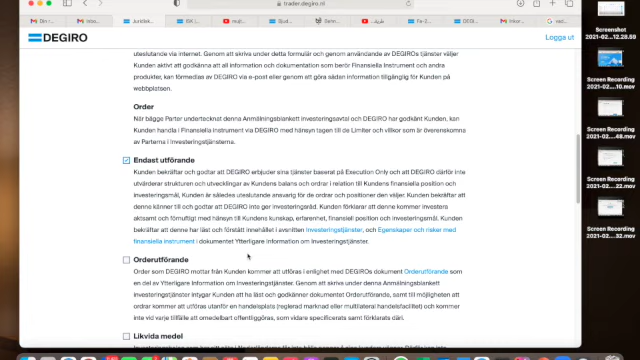 trader.degiro.nl
DEGIRO
Logga ut
uteslutande via internet. Genom att skriva under detta formulär och genom användning av DEGIROs tjänster väljer
Kunden aktivt att godkänna att all information och dokumentation som berör Finansiella Instrument och andra
produkter, kan förmedlas av DEGIRO via e-post eller genom att göra sådan information tillgänglig för Kunden på
webbplatsen.
Order
När bägge Parter undertecknat denna Anmälningsblankett investeringsavtal och DEGIRO har godkänt Kunden, kan
Kunden handla i Finansiella instrument via DEGIRO med hänsyn tagen till de Limiter och villkor som är överenskomna
av Parterna i Investeringstjänsterna.
Endast utförande
Kunden bekräftar och godtar att DEGIRO erbjuder sina tjänster baserat på Execution Only och att DEGIRO därför inte
utvärderar strukturen och utvecklingar av Kundens balans och ordrar i relation till Kundens finansiella position och
investeringsmål. Kunden är således uteslutande ansvarig för de ordrar och positioner den väljer. Kunden bekräftar att
denne känner till och godtar att DEGIRO inte ger investeringsråd. Kunden förklarar att denne kommer investera
aktsamt och förnuftigt med hänsyn till Kundens kunskap, erfarenhet, finansiell position och investeringsmål. Kunden
bekräftar att denne har läst och förstått innehållet i avsnitten Investeringstjänster, och Egenskaper och risker med
finansiella instrument i dokumentet Ytterligare information om Investeringstjänster.
Orderutförande
Order som DEGIRO mottar från Kunden kommer att utföras i enlighet med DEGIROs dokument Orderutförande som
en del av Ytterligare Information om Investeringstjänster. Genom att skriva under denna Anmälningsblankett
investeringstjänster intygar Kunden att ha läst och godkänner dokumentet Orderutförande, samt till möjligheten att
ordrar kommer att utföras utanför en handelsplats (reglerad marknad eller multilateral handelsfacilitet) och kommer
inte vid varje tillfälle att omedelbart offentliggöras, som vidare specificerats samt förklarats däri.
Likvida medel
Screenshot
2021-02...12.28.55
Screen Recording
2021-02...10.mov
Screen Recording
2021-02...48.mov
Screen Recording
2021-02...22.mov
Screen Recording
2021-02...32.mov